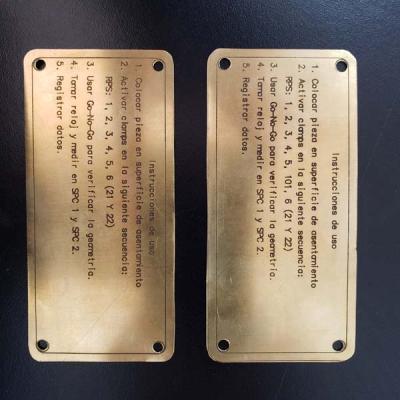 Instrucciones de uso
1. Colocar pieza en superficie de asentamiento
2. Activar clamps en la siguiente secuencia:
RPS: 1, 2, 3, 4, 5, 6 (21 Y 22)
3. Usar Go-No-Go para verificar la geometria.
4. Tomar reloj y medir en SPC 1 y SPC 2.
5. Registrar datos.
Instrucciones de uso
1. Colocar pieza en superficie de asentamiento
2. Activar clamps en la siguiente secuencia:
RPS: 1, 2, 3, 4, 5, 101, 6 (21 Y 22)
3. Usar Go-No-Go para verificar la geometria.
4. Tomar reloj y medir en SPC 1 y SPC 2.
5. Registrar datos.